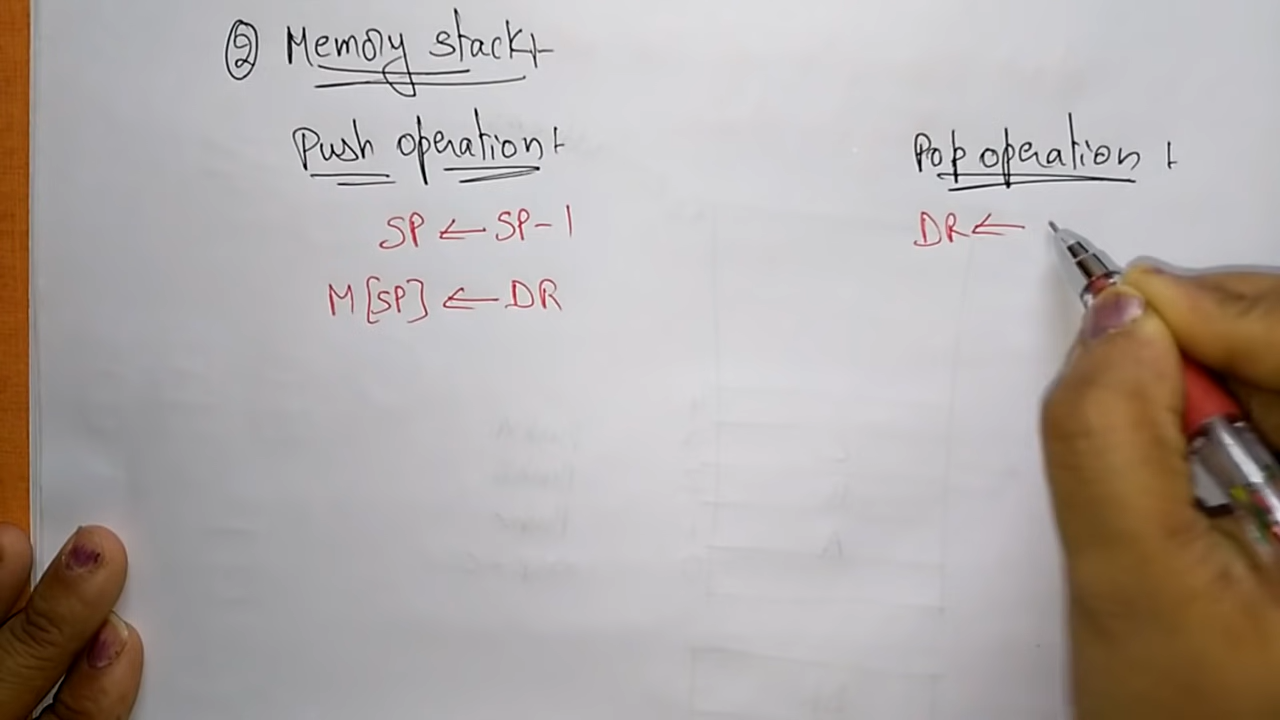 ② Memory stack:-
Push operation:-
SP ← SP-1
M[SP] ← DR
Pop operation:-
DR ←